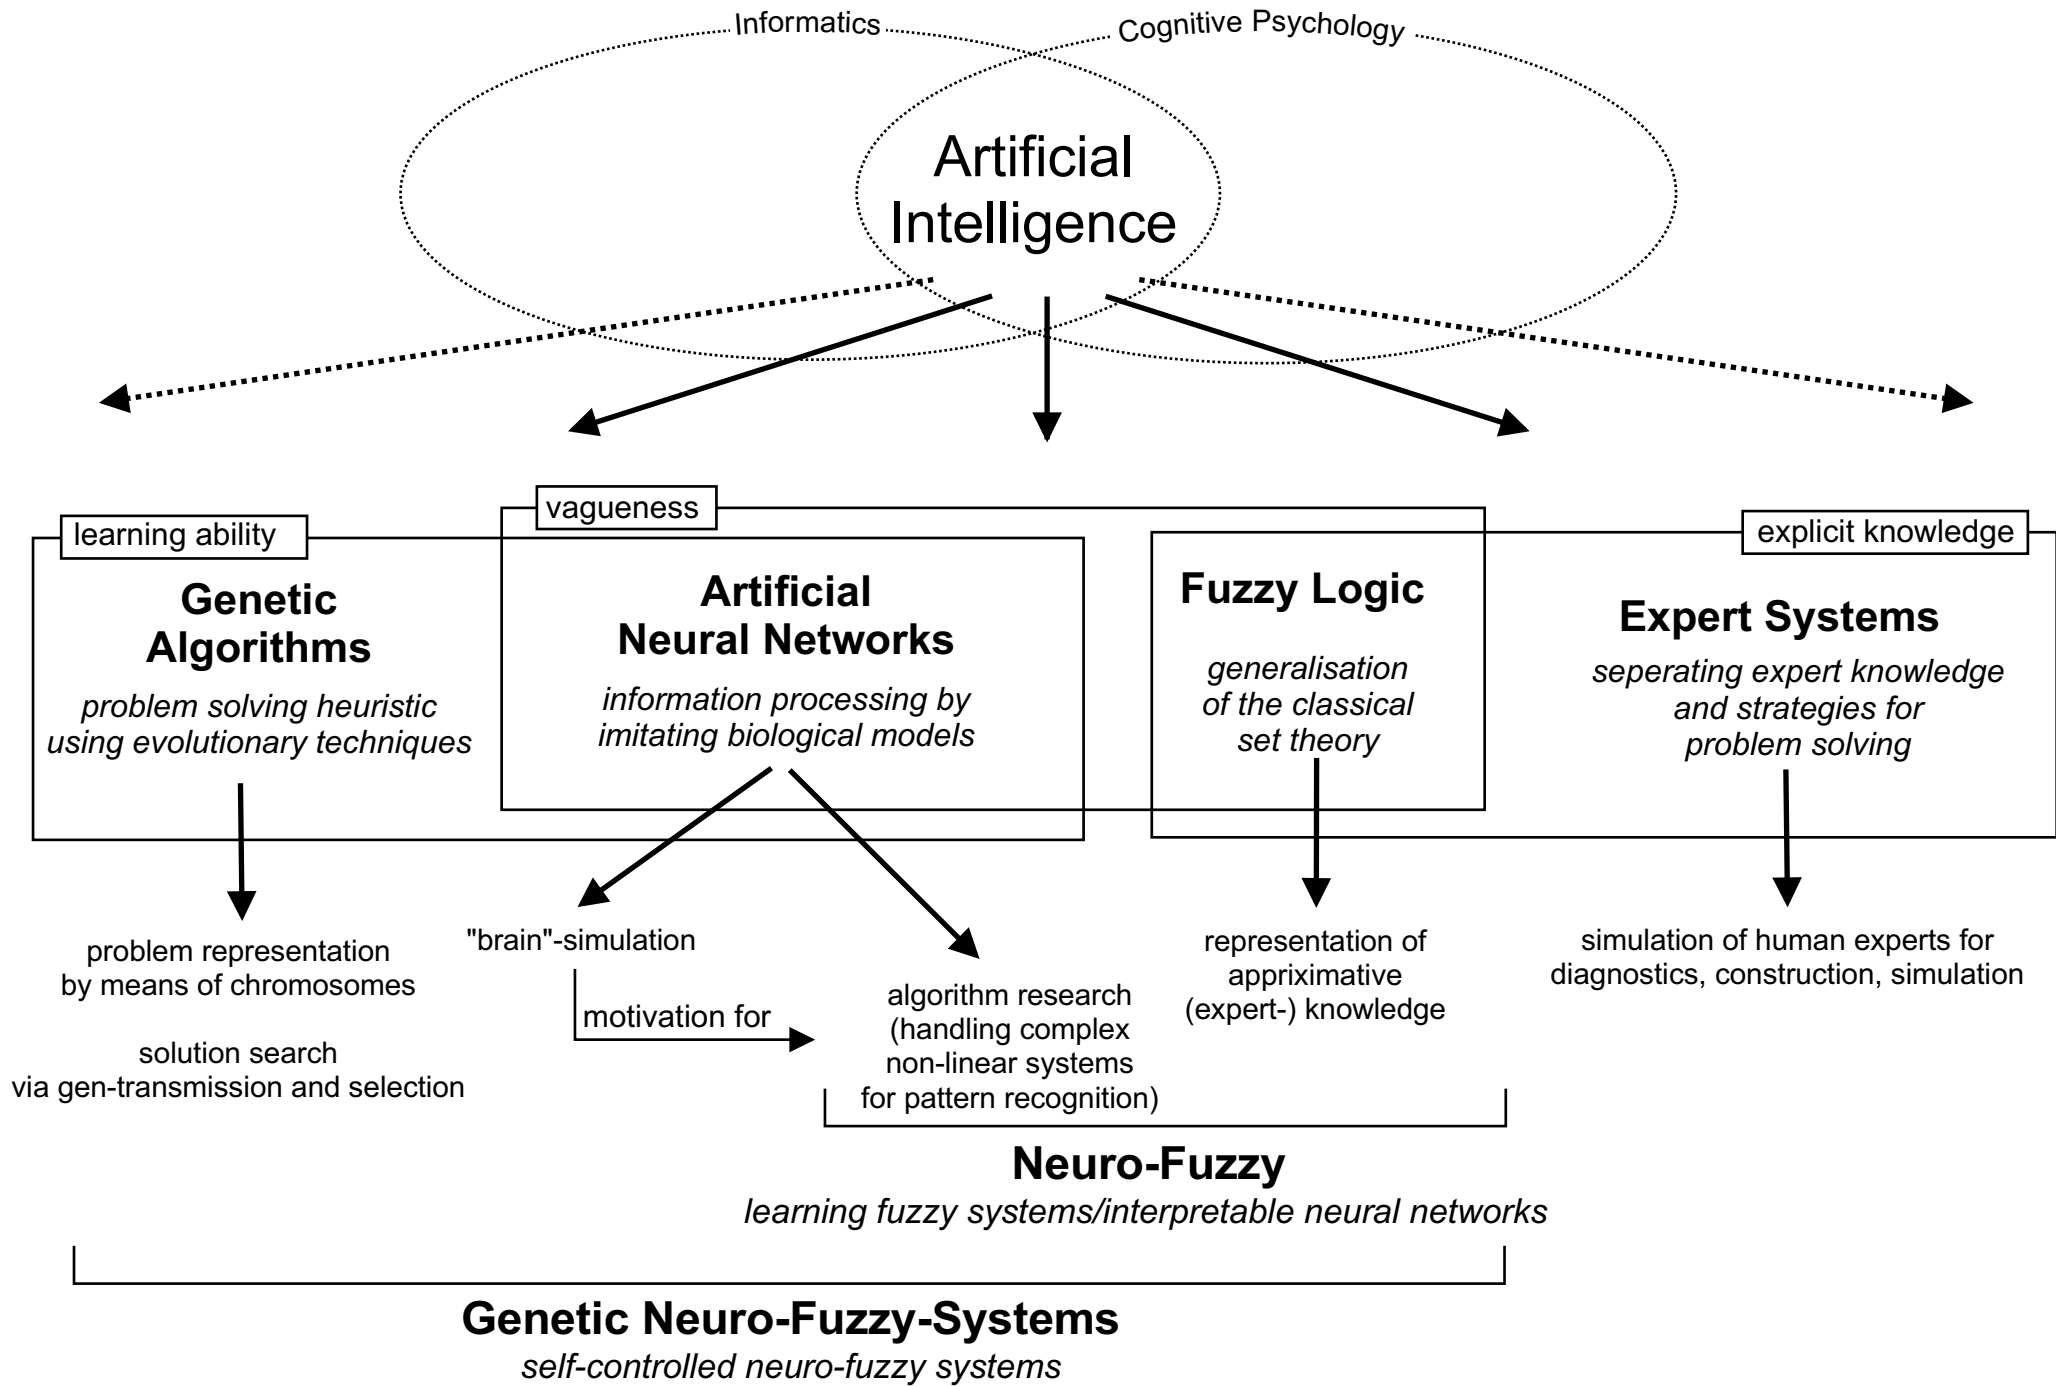 Informatics
Cognitive Psychology
Artificial
Intelligence
learning ability
vagueness
explicit knowledge
Genetic
Algorithms
problem solving heuristic
using evolutionary techniques
Artificial
Neural Networks
information processing by
imitating biological models
Fuzzy Logic
generalisation
of the classical
set theory
Expert Systems
seperating expert knowledge
and strategies for
problem solving
problem representation
by means of chromosomes
solution search
via gen-transmission and selection
"brain"-simulation
motivation for
algorithm research
(handling complex
non-linear systems
for pattern recognition)
representation of
appriximative
(expert-) knowledge
simulation of human experts for
diagnostics, construction, simulation
Neuro-Fuzzy
learning fuzzy systems/interpretable neural networks
Genetic Neuro-Fuzzy-Systems
self-controlled neuro-fuzzy systems